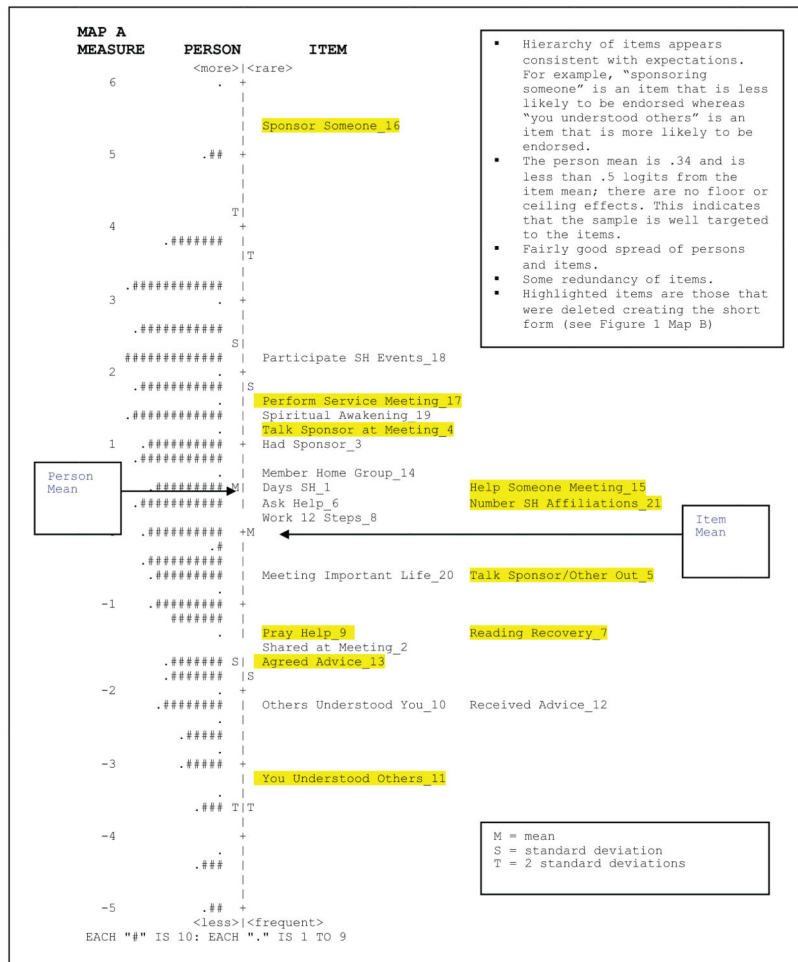 MAP A
MEASURE PERSON ITEM
<more>|<rare>
6 . +
|
|
| Sponsor Someone_16
|
5 .## +
|
|
|
T|
4 +
.####### |
|T
|
.############ |
3 . +
|
.########### |
S|
############ | Participate SH Events_18
2 . +
.########## |S
. | Perform Service Meeting_17
.########### | Spiritual Awakening_19
. | Talk Sponsor at Meeting_4
1 .########## + Had Sponsor_3
.########### |
. | Member Home Group_14
.######### M| Days SH_1 Help Someone Meeting_15
.########## | Ask Help_6 Number SH Affiliations_21
| Work 12 Steps_8
.########## +M
.# |
.########## |
.######### | Meeting Important Life_20 Talk Sponsor/Other Out_5
. |
-1 .######### +
####### |
. | Pray Help_9 Reading Recovery_7
| Shared at Meeting_2
.####### S| Agreed Advice_13
.####### |S
-2 . +
.######## | Others Understood You_10 Received Advice_12
. |
.##### |
. |
-3 .##### +
| You Understood Others_11
. |
.### T|T
|
-4 +
. |
.### |
|
-5 .## +
<less>|<frequent>
EACH "#" IS 10: EACH "." IS 1 TO 9
▪ Hierarchy of items appears
consistent with expectations.
For example, “sponsoring
someone” is an item that is less
likely to be endorsed whereas
“you understood others” is an
item that is more likely to be
endorsed.
▪ The person mean is .34 and is
less than .5 logits from the
item mean; there are no floor or
ceiling effects. This indicates
that the sample is well targeted
to the items.
▪ Fairly good spread of persons
and items.
▪ Some redundancy of items.
▪ Highlighted items are those that
were deleted creating the short
form (see Figure 1 Map B)
Person
Mean
Item
Mean
M = mean
S = standard deviation
T = 2 standard deviations